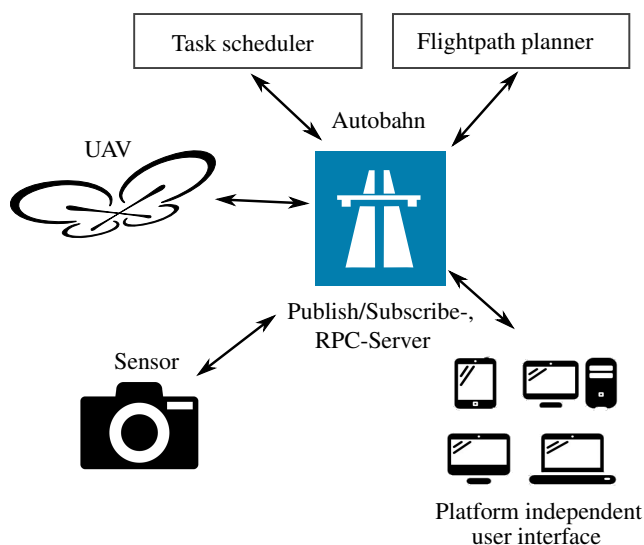 Task scheduler
Flightpath planner
Autobahn
UAV
Publish/Subscribe-,
RPC-Server
Sensor
Platform independent
user interface